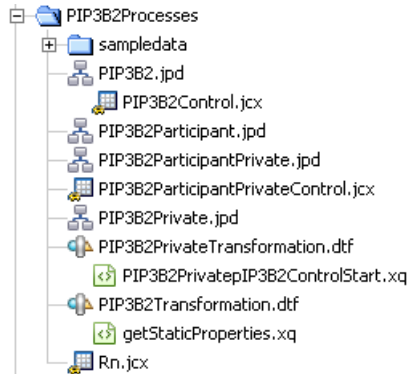 PIP3B2Processes
sampledata
PIP3B2.jpd
PIP3B2Control.jcx
PIP3B2Participant.jpd
PIP3B2ParticipantPrivate.jpd
PIP3B2ParticipantPrivateControl.jcx
PIP3B2Private.jpd
PIP3B2PrivateTransformation.dtf
PIP3B2PrivatepIP3B2ControlStart.xq
PIP3B2Transformation.dtf
getStaticProperties.xq
Rn.jcx